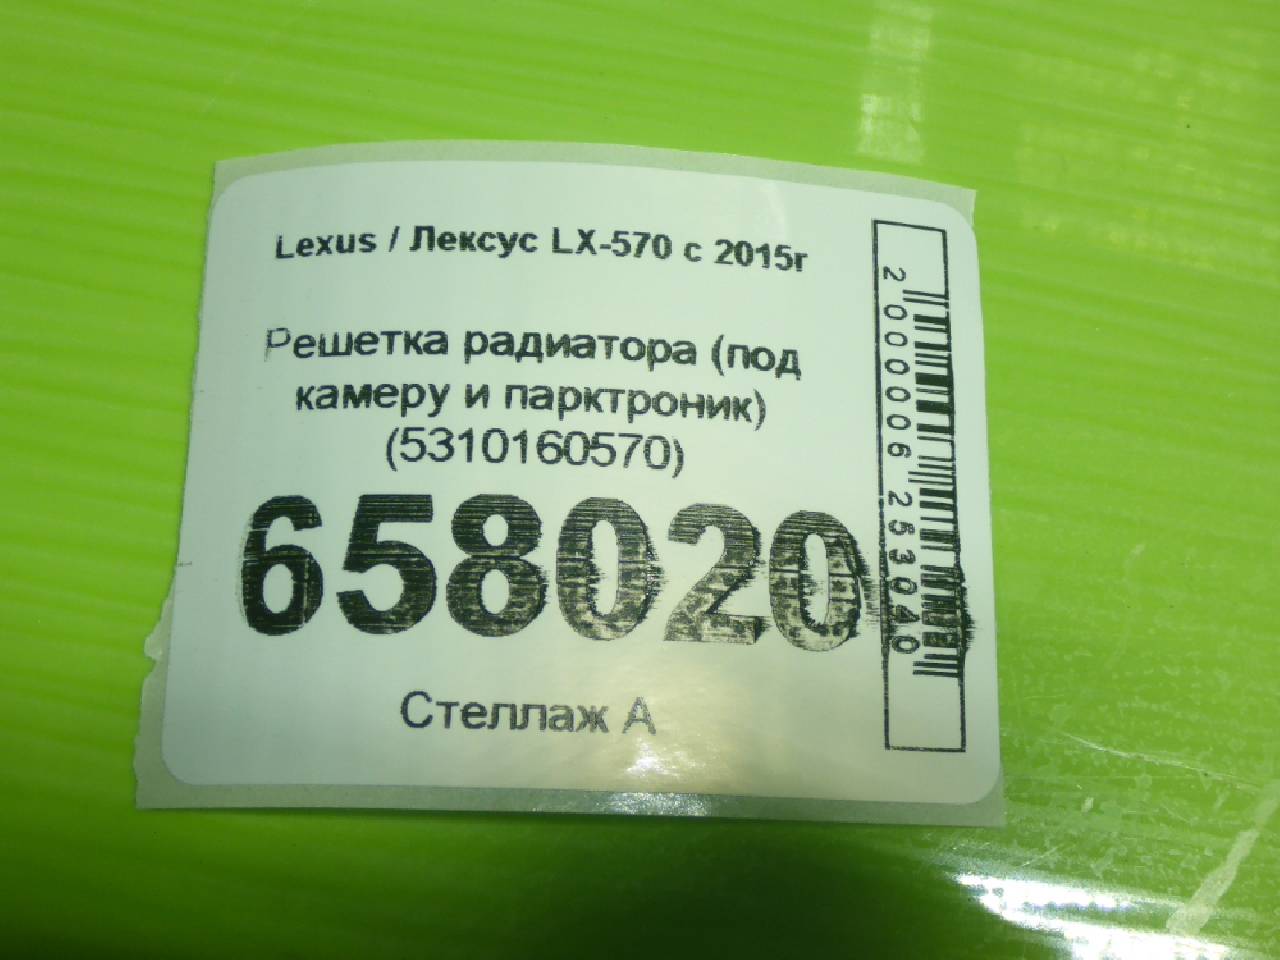 Lexus / Лексус LX-570 с 2015г
Решетка радиатора (под
камеру и парктроник)
(5310160570)
658020
Стеллаж А
2000006253040